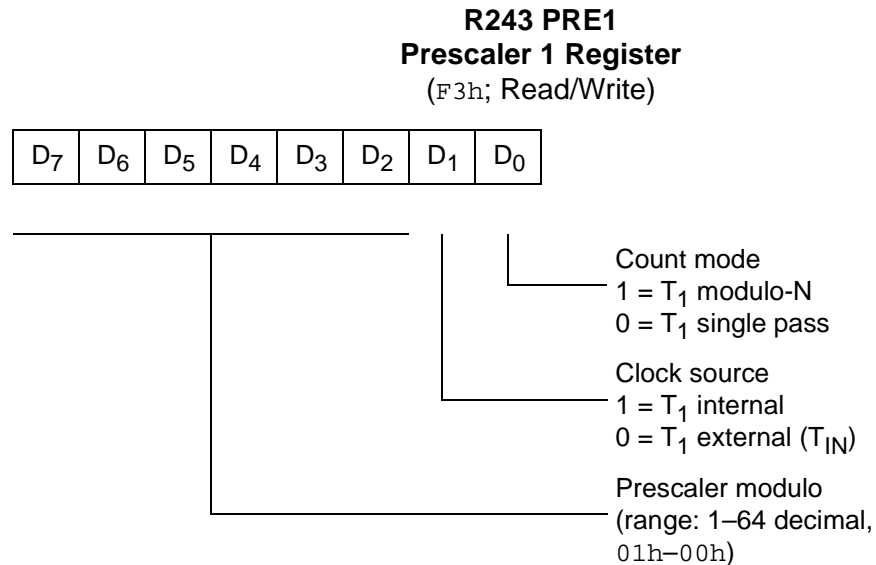 R243 PRE1
Prescaler 1 Register
(F3h; Read/Write)
D7 D6 D5 D4 D3 D2 D1 D0
Count mode
1 = T1 modulo-N
0 = T1 single pass
Clock source
1 = T1 internal
0 = T1 external (TIN)
Prescaler modulo
(range: 1–64 decimal,
01h–00h)